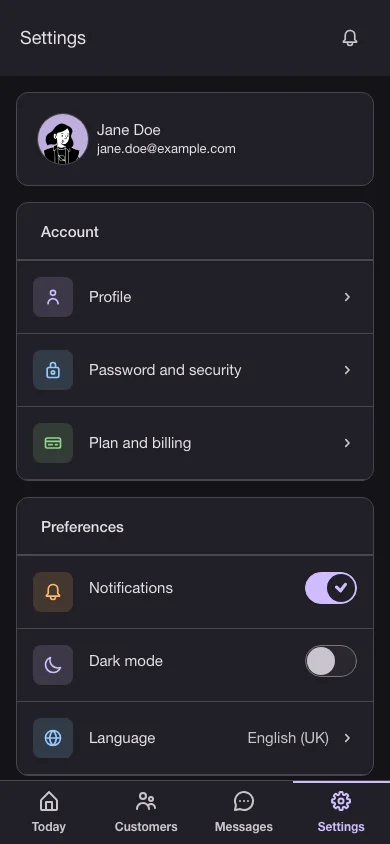 Settings
Jane Doe
jane.doe@example.com
Account
Profile
Password and security
Plan and billing
Preferences
Notifications
Dark mode
Language English (UK)
Today Customers Messages Settings